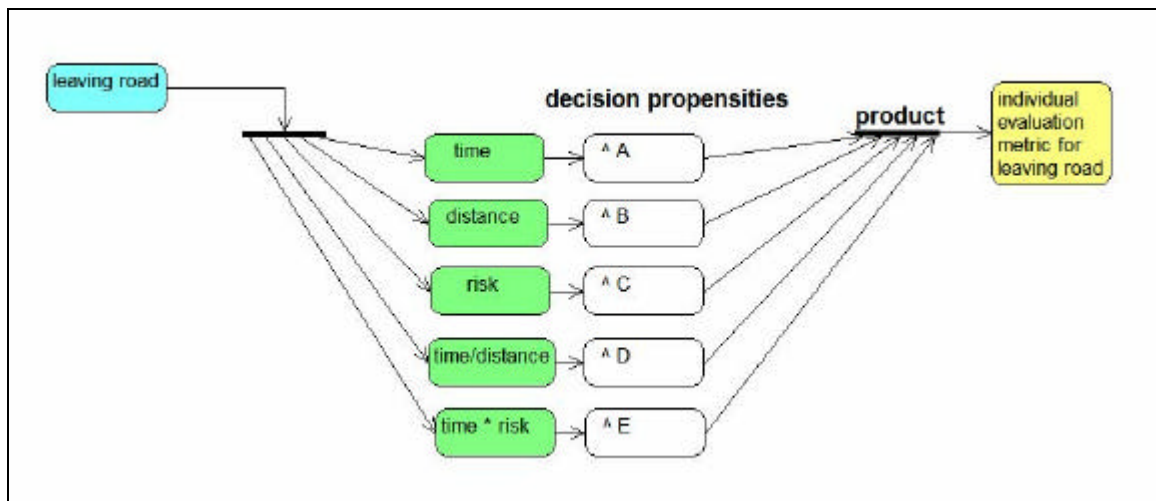 leaving road
decision propensities
product
individual
evaluation
metric for
leaving road
time
^ A
distance
^ B
risk
^ C
time/distance
^ D
time * risk
^ E